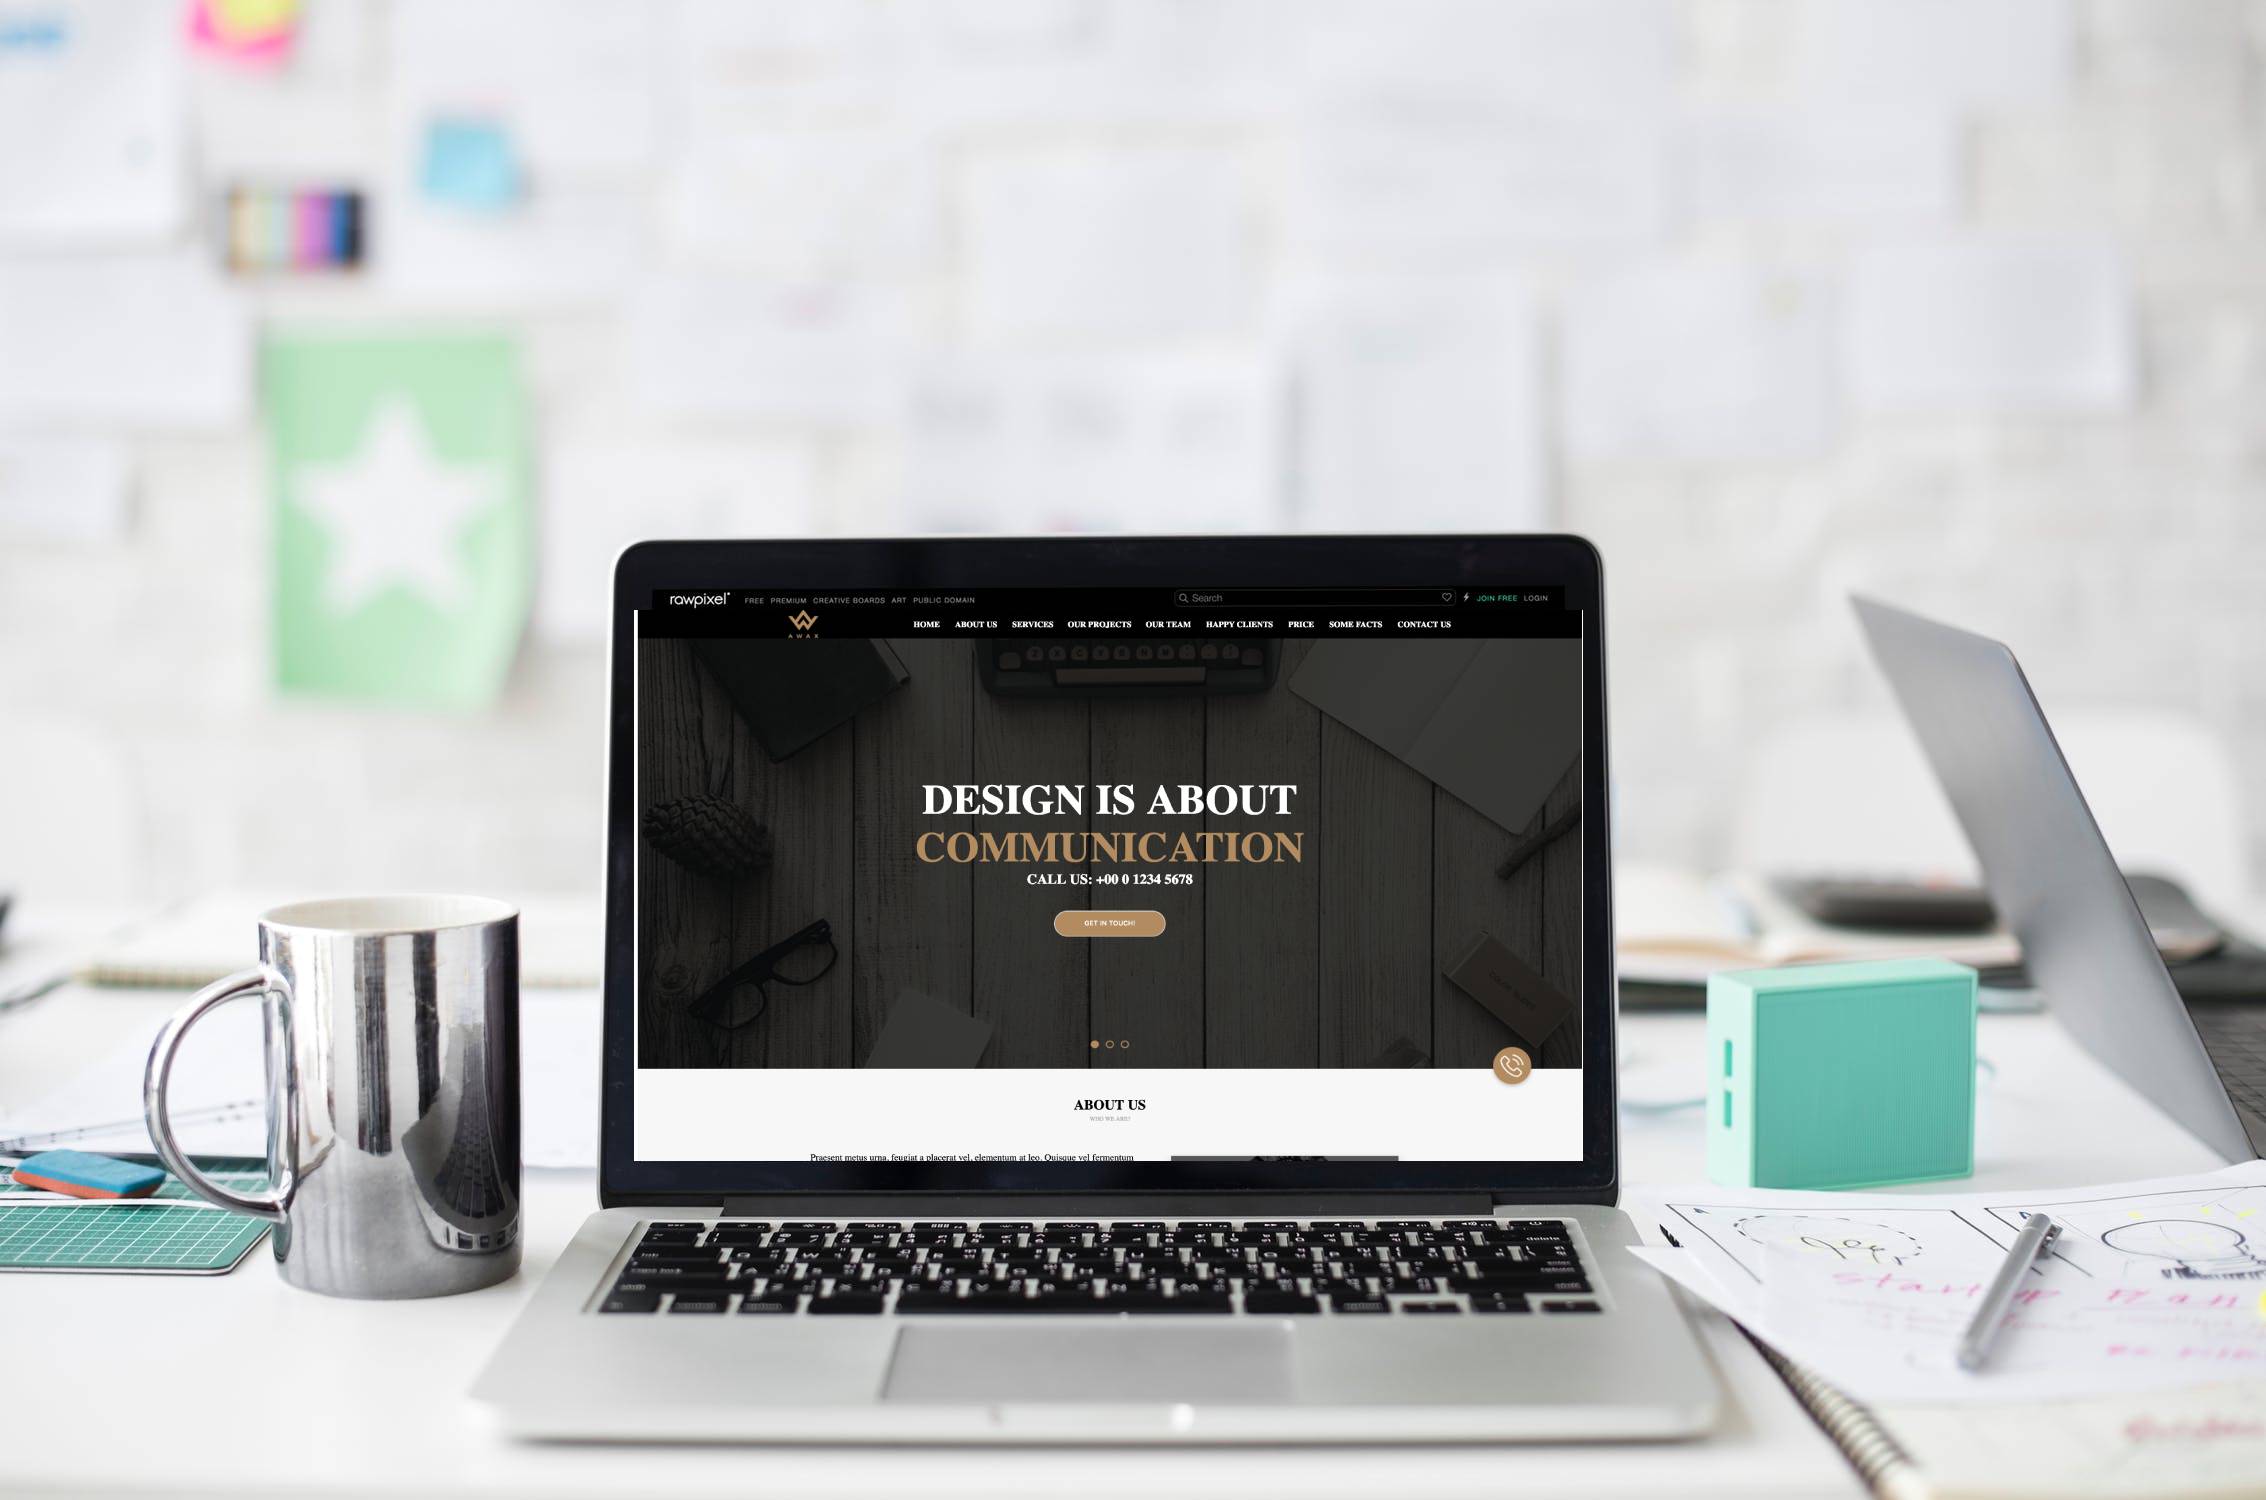 rawpixel FREE PREMIUM CREATIVE BOARDS ART PUBLIC DOMAIN Search JOIN FREE LOGIN
AWAX
HOME ABOUT US SERVICES OUR PROJECTS OUR TEAM HAPPY CLIENTS PRICE SOME FACTS CONTACT US
DESIGN IS ABOUT
COMMUNICATION
CALL US: +00 0 1234 5678
GET IN TOUCH!
ABOUT US
WHO WE ARE?
Praesent metus urna, feugiat a placerat vel, elementum at leo. Quisque vel fermentum
delete
Startup Plan